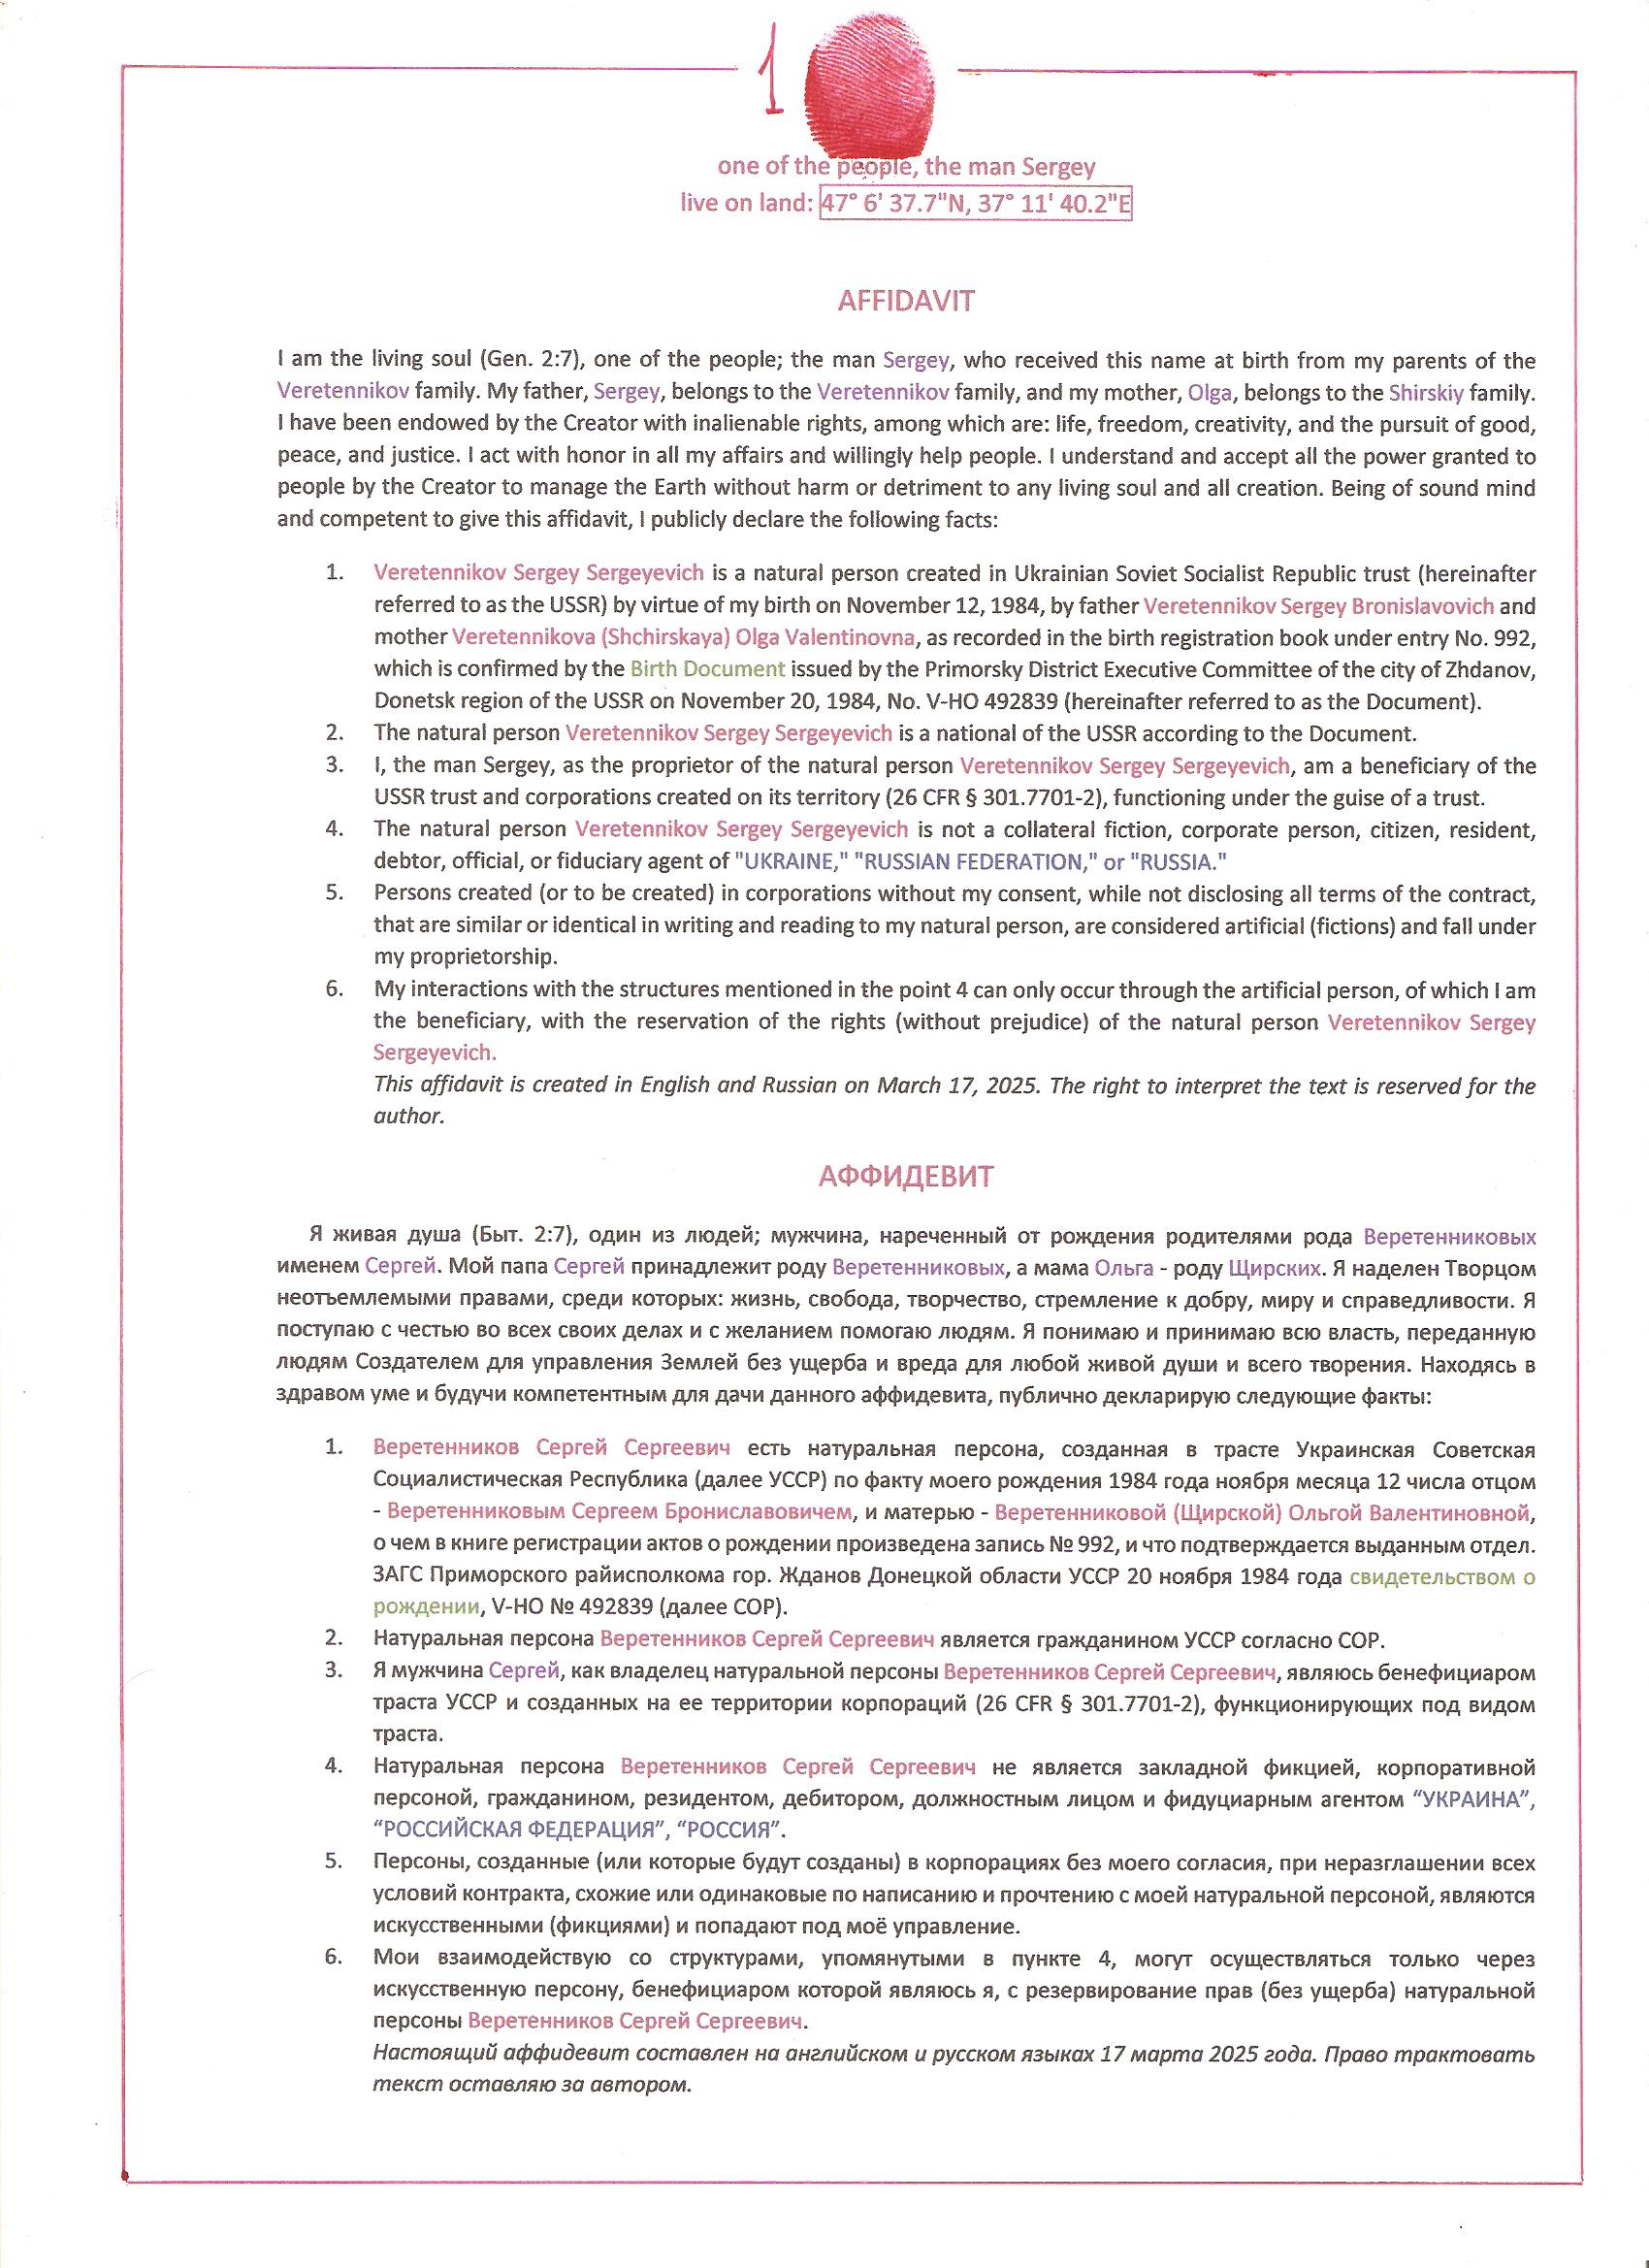 1
one of the people, the man Sergey
live on land: 47° 6' 37.7"N, 37° 11' 40.2"E
AFFIDAVIT
I am the living soul (Gen. 2:7), one of the people; the man Sergey, who received this name at birth from my parents of the
Veretennikov family. My father, Sergey, belongs to the Veretennikov family, and my mother, Olga, belongs to the Shirskiy family.
I have been endowed by the Creator with inalienable rights, among which are: life, freedom, creativity, and the pursuit of good,
peace, and justice. I act with honor in all my affairs and willingly help people. I understand and accept all the power granted to
people by the Creator to manage the Earth without harm or detriment to any living soul and all creation. Being of sound mind
and competent to give this affidavit, I publicly declare the following facts:
1. Veretennikov Sergey Sergeyevich is a natural person created in Ukrainian Soviet Socialist Republic trust (hereinafter
referred to as the USSR) by virtue of my birth on November 12, 1984, by father Veretennikov Sergey Bronislavovich and
mother Veretennikova (Shchirskaya) Olga Valentinovna, as recorded in the birth registration book under entry No. 992,
which is confirmed by the Birth Document issued by the Primorsky District Executive Committee of the city of Zhdanov,
Donetsk region of the USSR on November 20, 1984, No. V-HO 492839 (hereinafter referred to as the Document).
2. The natural person Veretennikov Sergey Sergeyevich is a national of the USSR according to the Document.
3. I, the man Sergey, as the proprietor of the natural person Veretennikov Sergey Sergeyevich, am a beneficiary of the
USSR trust and corporations created on its territory (26 CFR § 301.7701-2), functioning under the guise of a trust.
4. The natural person Veretennikov Sergey Sergeyevich is not a collateral fiction, corporate person, citizen, resident,
debtor, official, or fiduciary agent of "UKRAINE," "RUSSIAN FEDERATION," or "RUSSIA."
5. Persons created (or to be created) in corporations without my consent, while not disclosing all terms of the contract,
that are similar or identical in writing and reading to my natural person, are considered artificial (fictions) and fall under
my proprietorship.
6. My interactions with the structures mentioned in the point 4 can only occur through the artificial person, of which I am
the beneficiary, with the reservation of the rights (without prejudice) of the natural person Veretennikov Sergey
Sergeyevich.
This affidavit is created in English and Russian on March 17, 2025. The right to interpret the text is reserved for the
author.
АФФИДЕВИТ
Я живая душа (Быт. 2:7), один из людей; мужчина, нареченный от рождения родителями рода Веретенниковых
именем Сергей. Мой папа Сергей принадлежит роду Веретенниковых, а мама Ольга - роду Щирских. Я наделен Творцом
неотъемлемыми правами, среди которых: жизнь, свобода, творчество, стремление к добру, миру и справедливости. Я
поступаю с честью во всех своих делах и с желанием помогаю людям. Я понимаю и принимаю всю власть, переданную
людям Создателем для управления Землей без ущерба и вреда для любой живой души и всего творения. Находясь в
здравом уме и будучи компетентным для дачи данного аффидевита, публично декларирую следующие факты:
1. Веретенников Сергей Сергеевич есть натуральная персона, созданная в трасте Украинская Советская
Социалистическая Республика (далее УССР) по факту моего рождения 1984 года ноября месяца 12 числа отцом
- Веретенниковым Сергеем Брониславовичем, и матерью - Веретенниковой (Щирской) Ольгой Валентиновной,
о чем в книге регистрации актов о рождении произведена запись № 992, и что подтверждается выданным отдел.
ЗАГС Приморского райисполкома гор. Жданов Донецкой области УССР 20 ноября 1984 года свидетельством о
рождении, V-НО № 492839 (далее СОР).
2. Натуральная персона Веретенников Сергей Сергеевич является гражданином УССР согласно СОР.
3. Я мужчина Сергей, как владелец натуральной персоны Веретенников Сергей Сергеевич, являюсь бенефициаром
траста УССР и созданных на ее территории корпораций (26 CFR § 301.7701-2), функционирующих под видом
траста.
4. Натуральная персона Веретенников Сергей Сергеевич не является закладной фикцией, корпоративной
персоной, гражданином, резидентом, дебитором, должностным лицом и фидуциарным агентом “УКРАИНА”,
“РОССИЙСКАЯ ФЕДЕРАЦИЯ”, “РОССИЯ”.
5. Персоны, созданные (или которые будут созданы) в корпорациях без моего согласия, при неразглашении всех
условий контракта, схожие или одинаковые по написанию и прочтению с моей натуральной персоной, являются
искусственными (фикциями) и попадают под моё управление.
6. Мои взаимодействую со структурами, упомянутыми в пункте 4, могут осуществляться только через
искусственную персону, бенефициаром которой являюсь я, с резервирование прав (без ущерба) натуральной
персоны Веретенников Сергей Сергеевич.
Настоящий аффидевит составлен на английском и русском языках 17 марта 2025 года. Право трактовать
текст оставляю за автором.